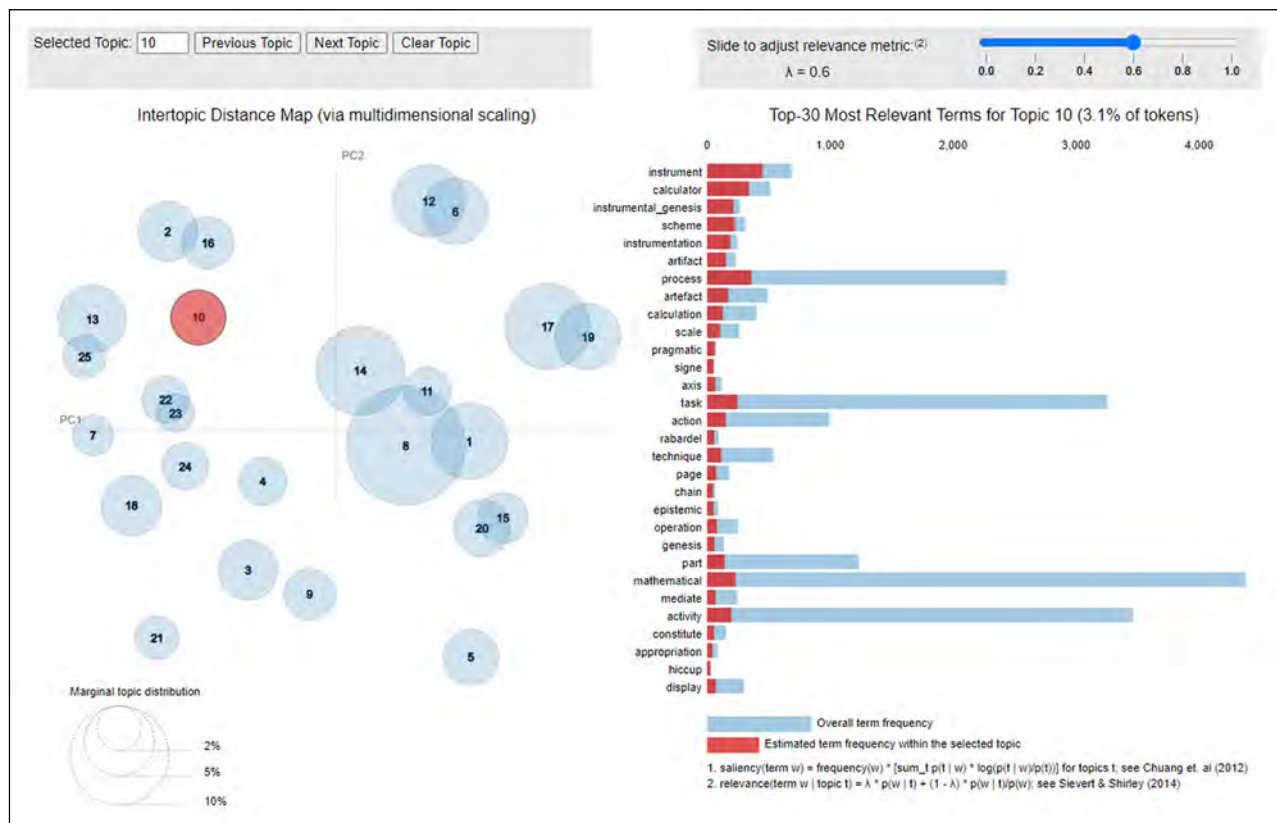 Selected Topic: 10 Previous Topic Next Topic Clear Topic
Slide to adjust relevance metric:(2)
λ = 0.6
0.0 0.2 0.4 0.6 0.8 1.0
Intertopic Distance Map (via multidimensional scaling)
PC2
PC1
12
6
2
16
13
10
25
17
19
14
11
22
23
7
8
1
24
4
18
20
15
3
9
21
5
Marginal topic distribution
2%
5%
10%
Top-30 Most Relevant Terms for Topic 10 (3.1% of tokens)
0 1,000 2,000 3,000 4,000
instrument
calculator
instrumental_genesis
scheme
instrumentation
artifact
process
artefact
calculation
scale
pragmatic
signe
axis
task
action
rabardel
technique
page
chain
epistemic
operation
genesis
part
mathematical
mediate
activity
constitute
appropriation
hiccup
display
Overall term frequency
Estimated term frequency within the selected topic
1. saliency(term w) = frequency(w) * [sum_t p(t | w) * log(p(t | w)/p(t))] for topics t; see Chuang et. al (2012)
2. relevance(term w | topic t) = λ * p(w | t) + (1 - λ) * p(w | t)/p(w); see Sievert & Shirley (2014)